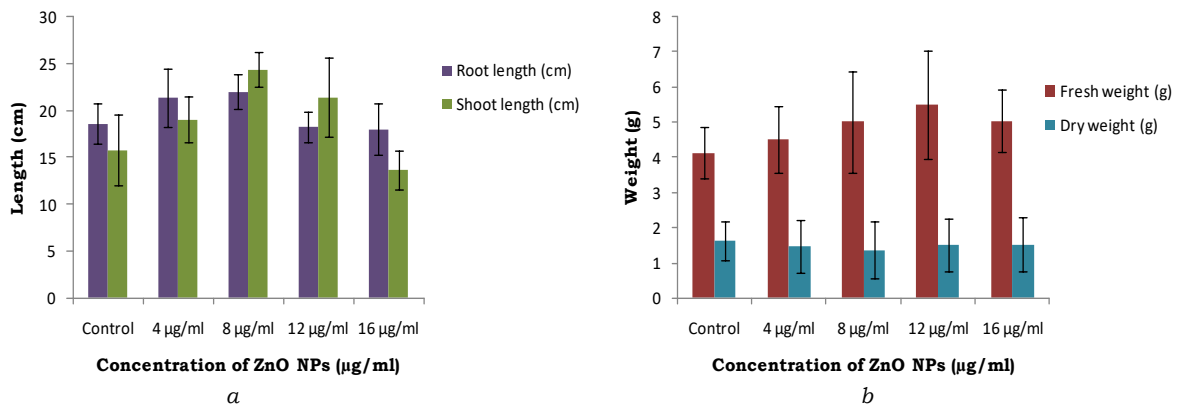 30
25
20
15
10
5
0
Length (cm)
Root length (cm)
Shoot length (cm)
Control 4 µg/ml 8 µg/ml 12 µg/ml 16 µg/ml
Concentration of ZnO NPs (µg/ml)
a
8
7
6
5
4
3
2
1
0
Weight (g)
Fresh weight (g)
Dry weight (g)
Control 4 µg/ml 8 µg/ml 12 µg/ml 16 µg/ml
Concentration of ZnO NPs (µg/ml)
b